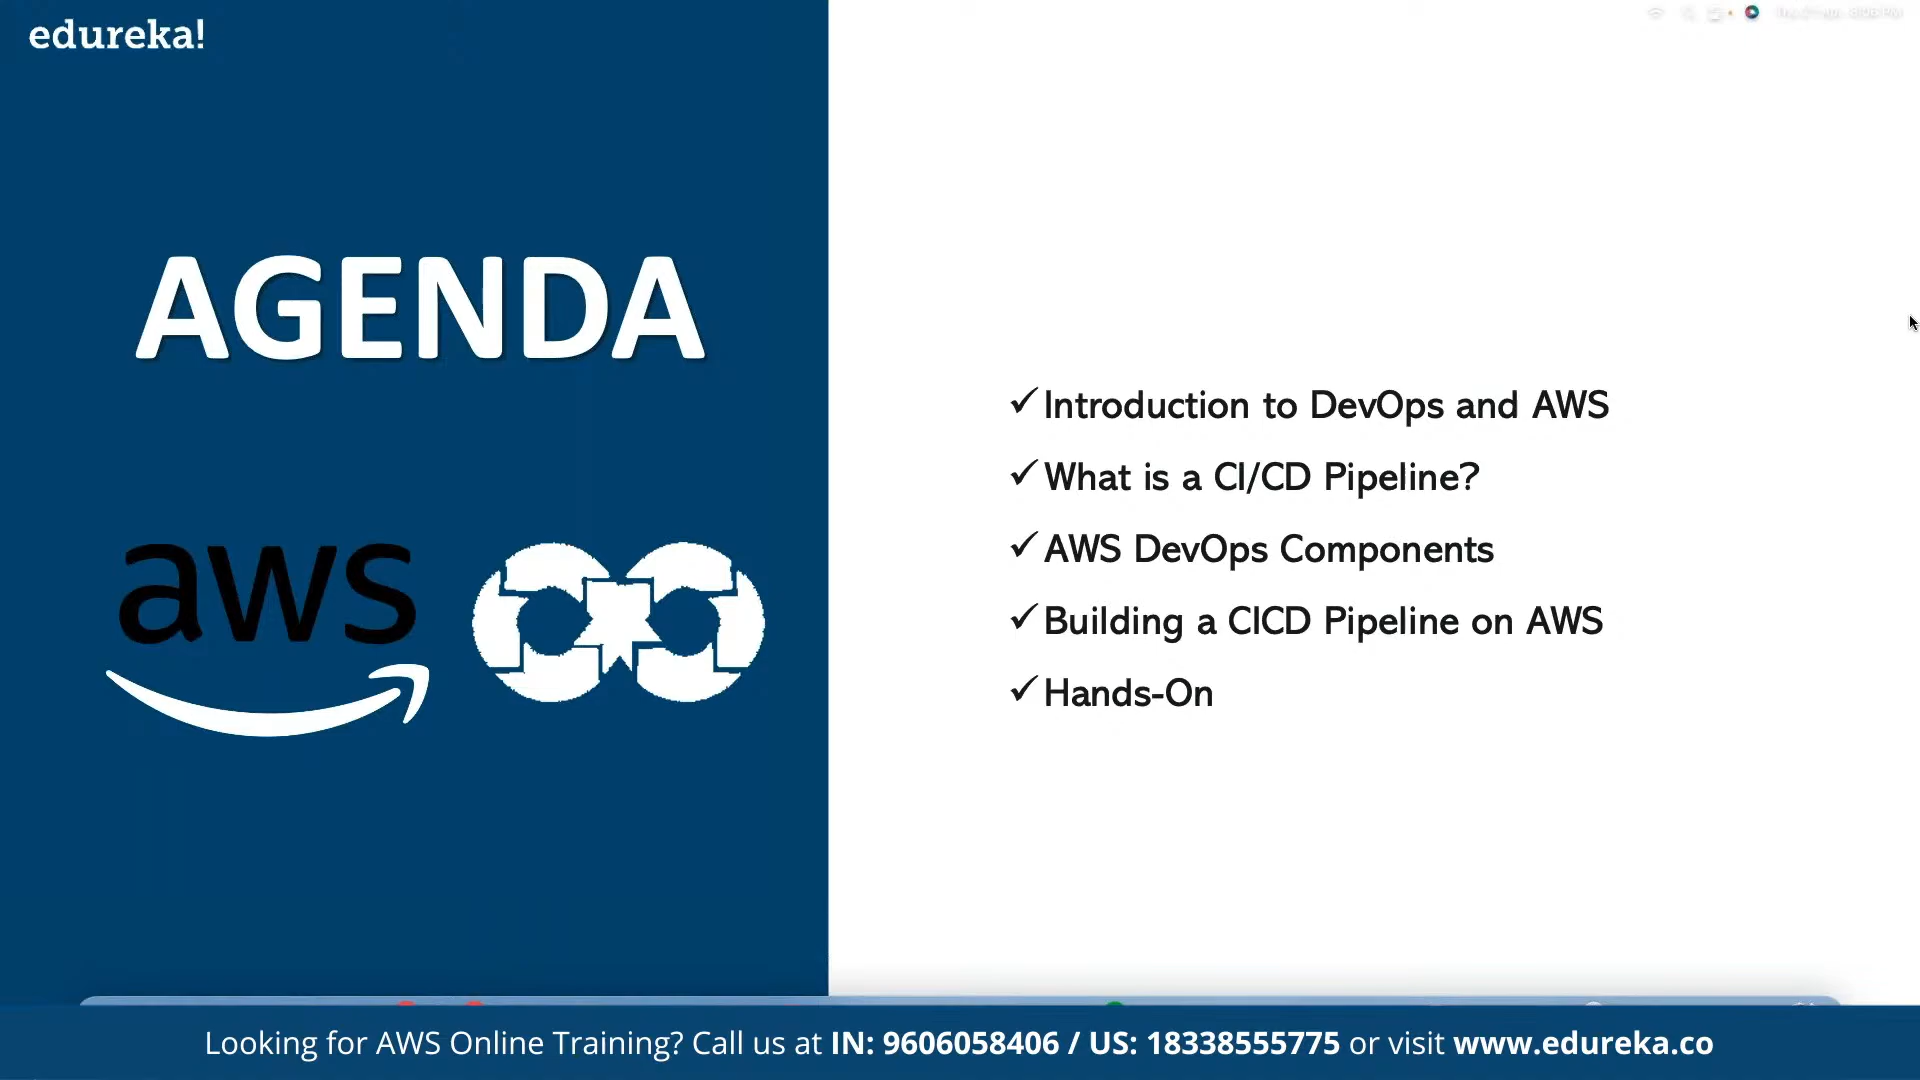 edureka!
AGENDA
aws
✓Introduction to DevOps and AWS
✓What is a CI/CD Pipeline?
✓AWS DevOps Components
✓Building a CICD Pipeline on AWS
✓Hands-On
Looking for AWS Online Training? Call us at IN: 9606058406 / US: 18338555775 or visit www.edureka.co